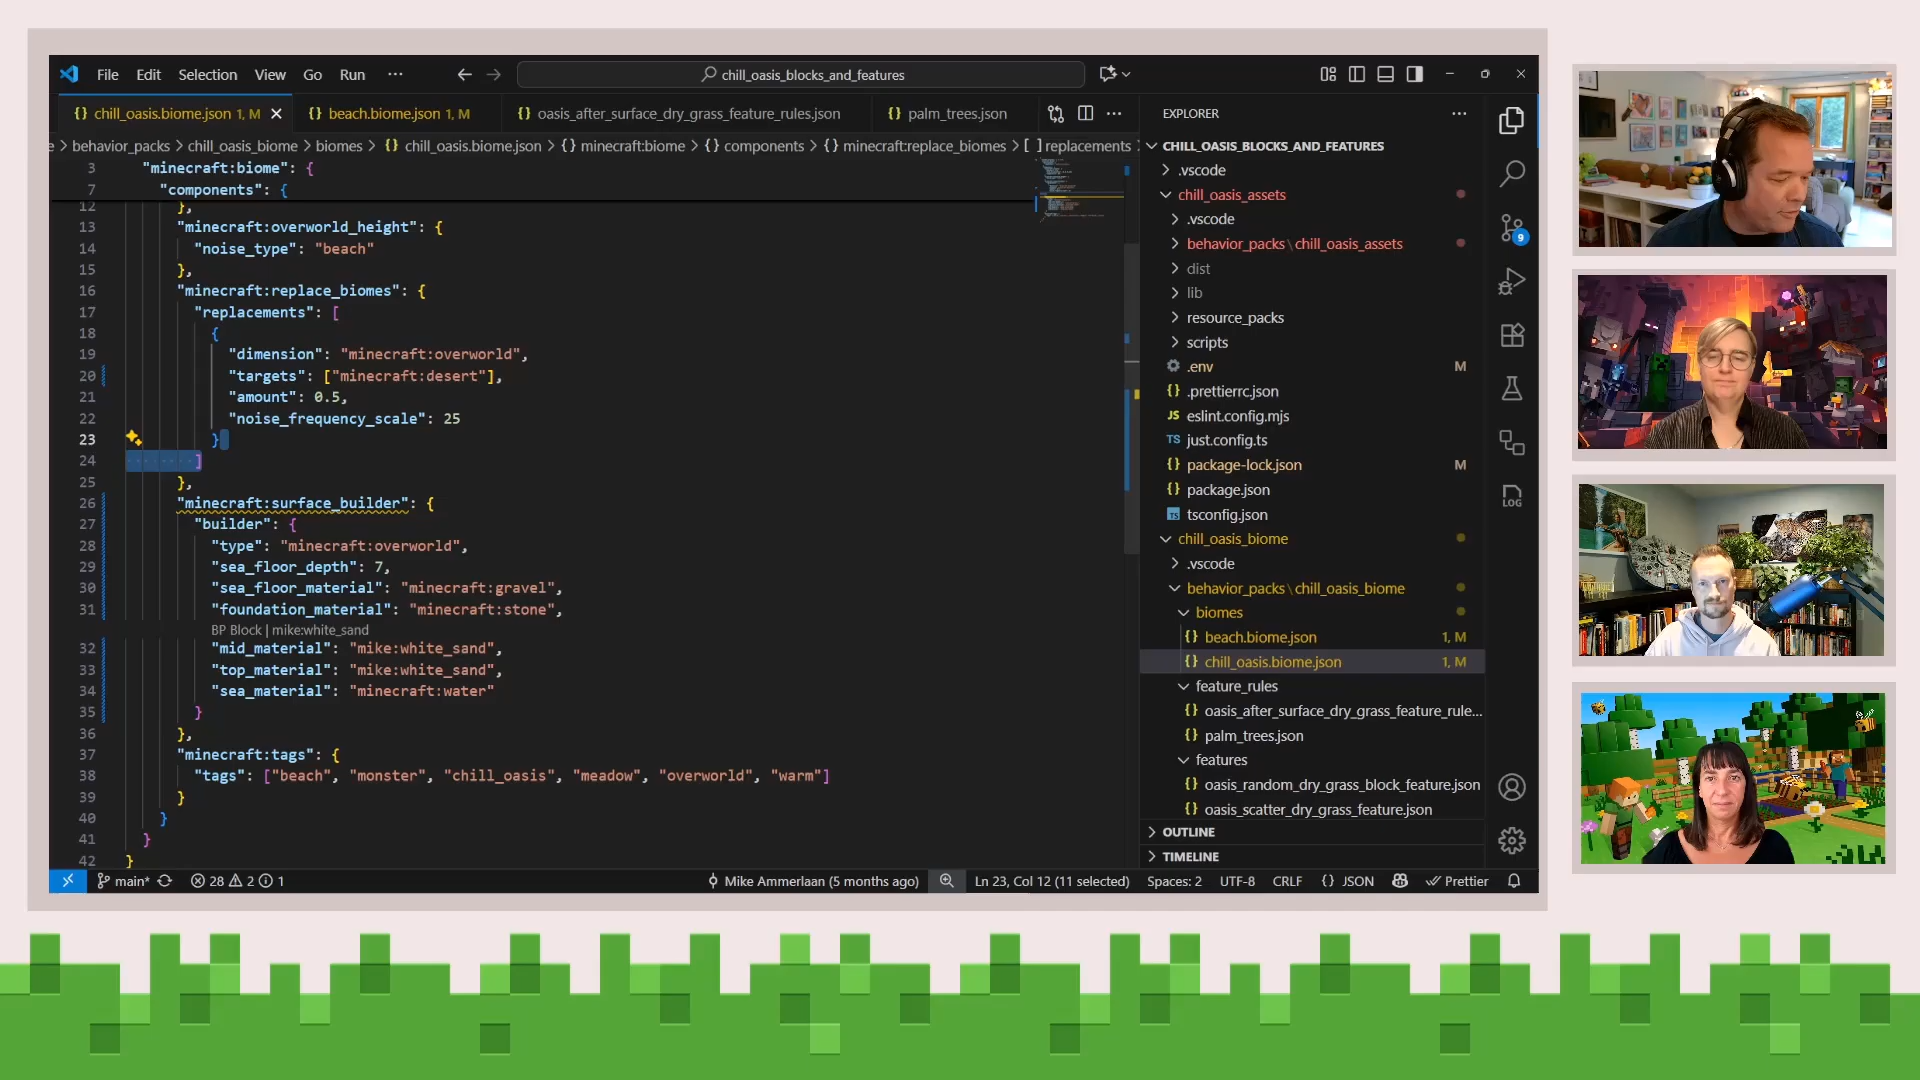 File Edit Selection View Go Run ··· chill_oasis_blocks_and_features
chill_oasis.biome.json 1, M beach.biome.json 1, M oasis_after_surface_dry_grass_feature_rules.json palm_trees.json
e > behavior_packs > chill_oasis_biome > biomes > {} chill_oasis.biome.json > {} minecraft:biome > {} components > {} minecraft:replace_biomes > [ ] replacements
3 "minecraft:biome": {
7 "components": {
12 },
13 "minecraft:overworld_height": {
14 "noise_type": "beach"
15 },
16 "minecraft:replace_biomes": {
17 "replacements": [
18 {
19 "dimension": "minecraft:overworld",
20 "targets": ["minecraft:desert"],
21 "amount": 0.5,
22 "noise_frequency_scale": 25
23 }
24 ]
25 },
26 "minecraft:surface_builder": {
27 "builder": {
28 "type": "minecraft:overworld",
29 "sea_floor_depth": 7,
30 "sea_floor_material": "minecraft:gravel",
31 "foundation_material": "minecraft:stone",
BP Block | mike:white_sand
32 "mid_material": "mike:white_sand",
33 "top_material": "mike:white_sand",
34 "sea_material": "minecraft:water"
35 }
36 },
37 "minecraft:tags": {
38 "tags": ["beach", "monster", "chill_oasis", "meadow", "overworld", "warm"]
39 }
40 }
41 }
42 }
EXPLORER
CHILL_OASIS_BLOCKS_AND_FEATURES
.vscode
chill_oasis_assets
.vscode
behavior_packs\chill_oasis_assets
dist
lib
resource_packs
scripts
.env M
{} .prettierrc.json
JS eslint.config.mjs
TS just.config.ts
{} package-lock.json M
{} package.json
TS tsconfig.json
chill_oasis_biome
.vscode
behavior_packs\chill_oasis_biome
biomes
{} beach.biome.json 1, M
{} chill_oasis.biome.json 1, M
feature_rules
{} oasis_after_surface_dry_grass_feature_rule...
{} palm_trees.json
features
{} oasis_random_dry_grass_block_feature.json
{} oasis_scatter_dry_grass_feature.json
OUTLINE
TIMELINE
9
LOG
main* 28 2 1 Mike Ammerlaan (5 months ago) Ln 23, Col 12 (11 selected) Spaces: 2 UTF-8 CRLF {} JSON Prettier